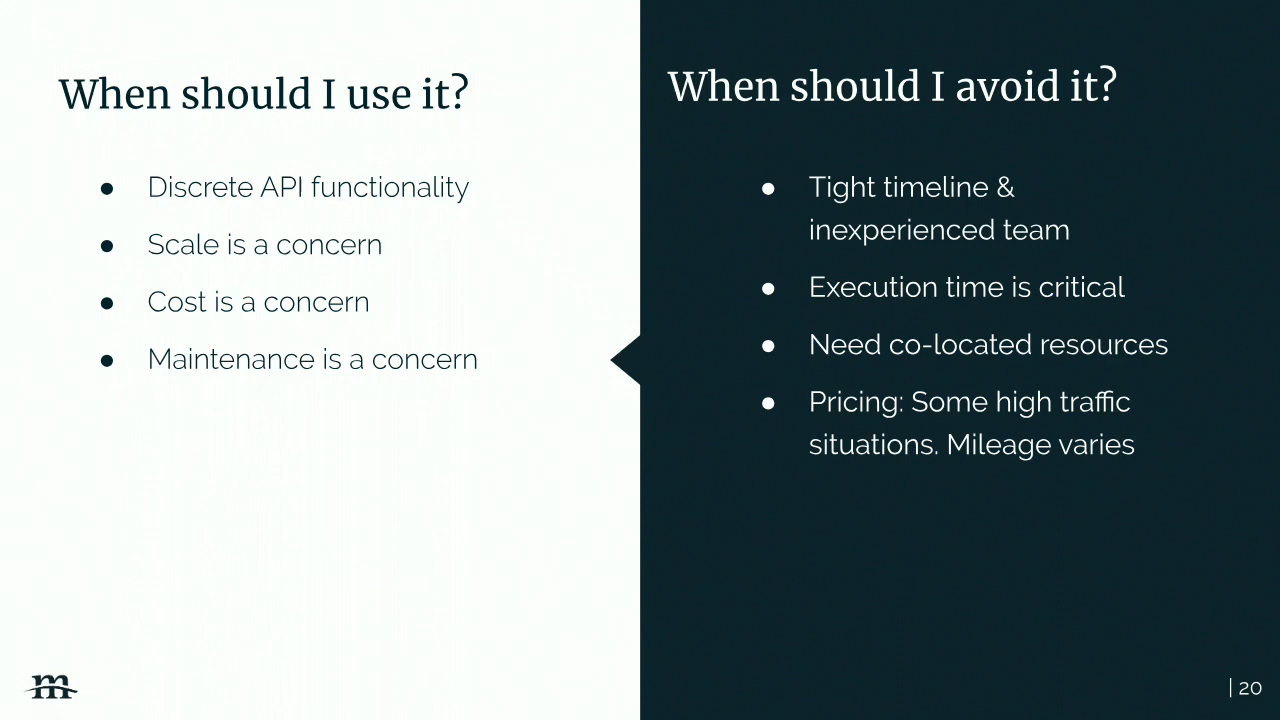 When should I use it?
● Discrete API functionality
● Scale is a concern
● Cost is a concern
● Maintenance is a concern
When should I avoid it?
● Tight timeline &
inexperienced team
● Execution time is critical
● Need co-located resources
● Pricing: Some high traffic
situations. Mileage varies
m
| 20